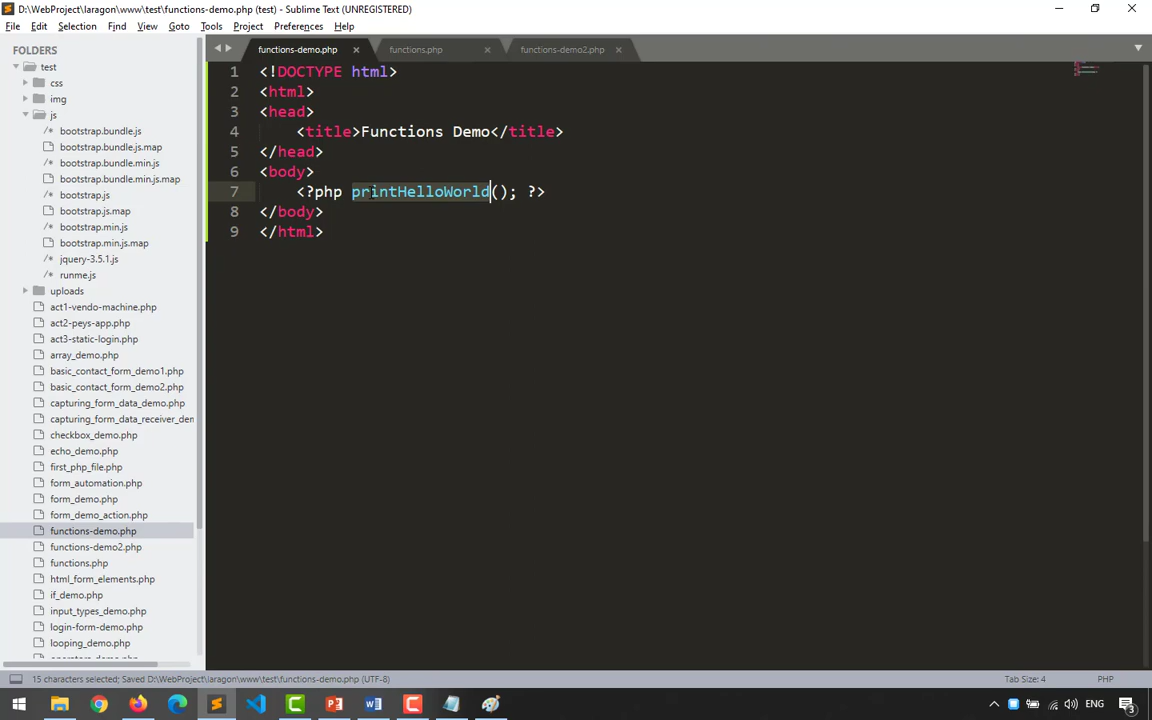 D:\WebProject\laragon\www\test\functions-demo.php (test) - Sublime Text (UNREGISTERED)
File Edit Selection Find View Goto Tools Project Preferences Help
FOLDERS
test
css
img
js
bootstrap.bundle.js
bootstrap.bundle.js.map
bootstrap.bundle.min.js
bootstrap.bundle.min.js.map
bootstrap.js
bootstrap.js.map
bootstrap.min.js
bootstrap.min.js.map
jquery-3.5.1.js
runme.js
uploads
act1-vendo-machine.php
act2-peys-app.php
act3-static-login.php
array_demo.php
basic_contact_form_demo1.php
basic_contact_form_demo2.php
capturing_form_data_demo.php
capturing_form_data_receiver_den
checkbox_demo.php
echo_demo.php
first_php_file.php
form_automation.php
form_demo.php
form_demo_action.php
functions-demo.php
functions-demo2.php
functions.php
html_form_elements.php
if_demo.php
input_types_demo.php
login-form-demo.php
looping_demo.php
operators_demo.php
functions-demo.php functions.php functions-demo2.php
1 <!DOCTYPE html>
2 <html>
3 <head>
4 <title>Functions Demo</title>
5 </head>
6 <body>
7 <?php printHelloWorld(); ?>
8 </body>
9 </html>
15 characters selected; Saved D:\WebProject\laragon\www\test\functions-demo.php (UTF-8) Tab Size: 4 PHP
ENG 3